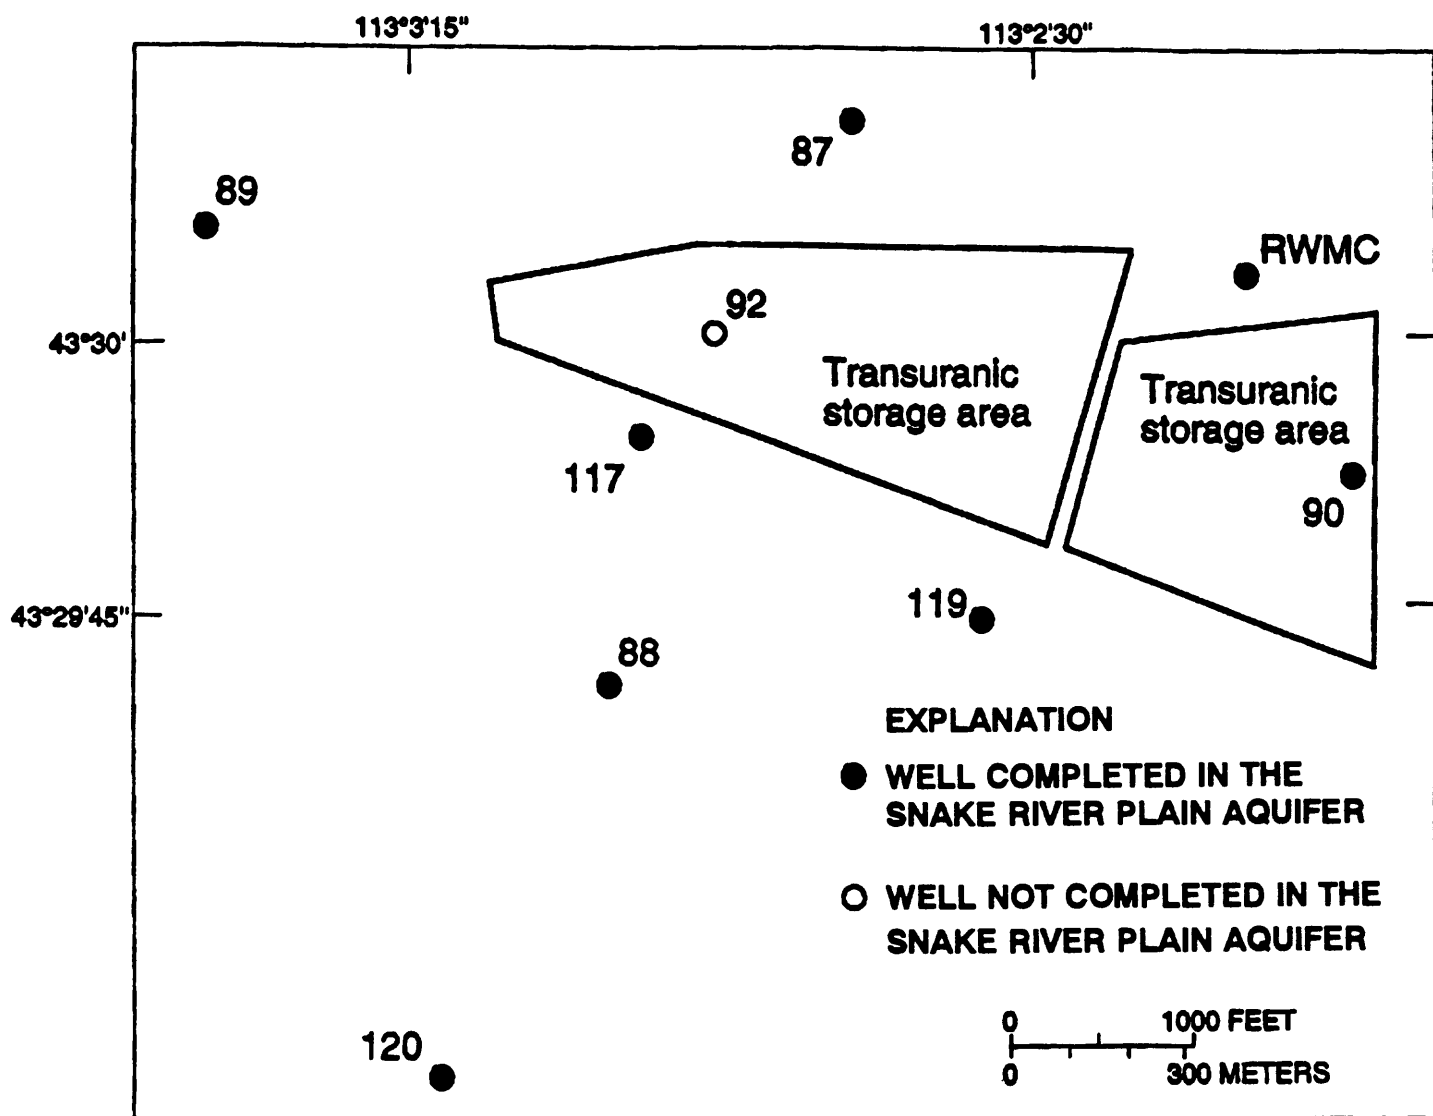 113°3'15"
113°2'30"
87
89
RWMC
92
43°30'
Transuranic
storage area
Transuranic
storage area
117
90
119
43°29'45"
88
EXPLANATION
WELL COMPLETED IN THE
SNAKE RIVER PLAIN AQUIFER
WELL NOT COMPLETED IN THE
SNAKE RIVER PLAIN AQUIFER
0 1000 FEET
0 300 METERS
120